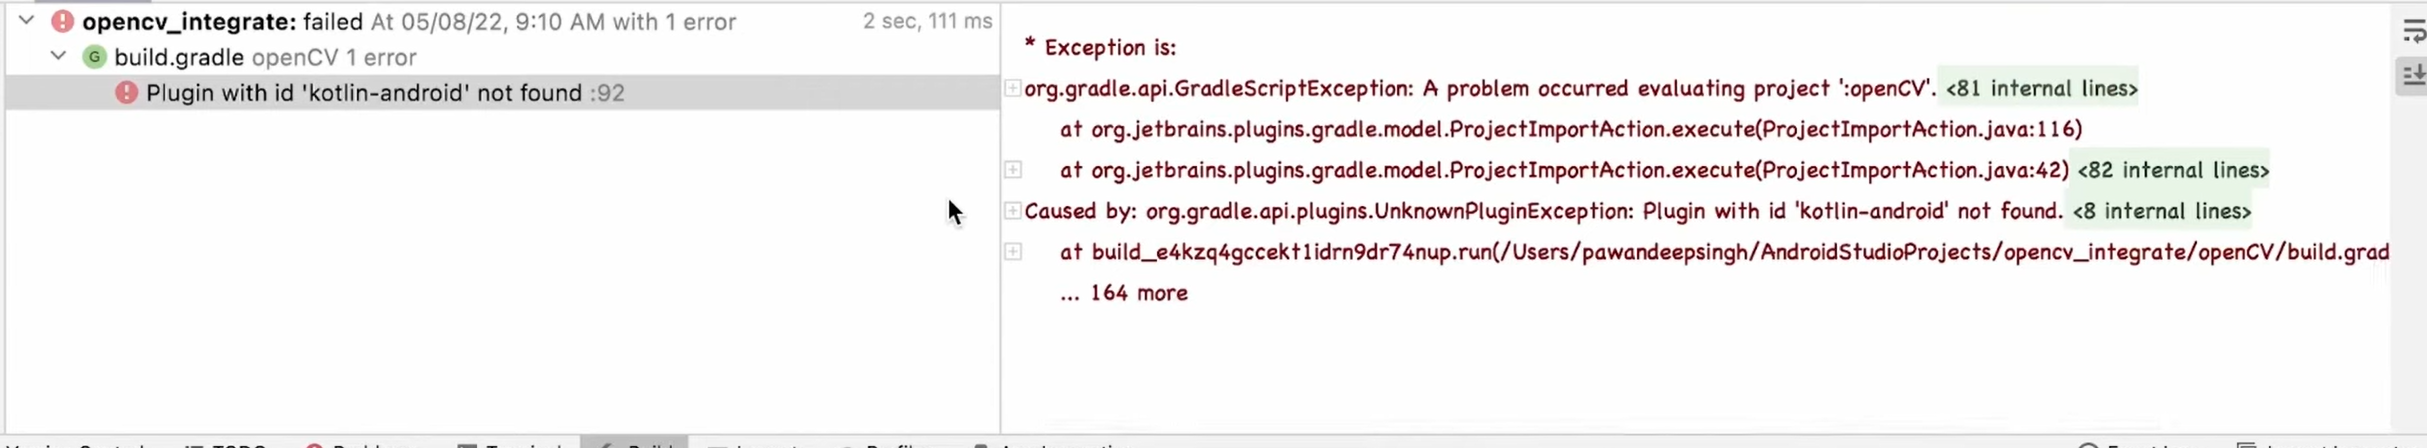 opencv_integrate: failed At 05/08/22, 9:10 AM with 1 error 2 sec, 111 ms
build.gradle openCV 1 error
Plugin with id 'kotlin-android' not found :92
* Exception is:
org.gradle.api.GradleScriptException: A problem occurred evaluating project ':openCV'. <81 internal lines>
at org.jetbrains.plugins.gradle.model.ProjectImportAction.execute(ProjectImportAction.java:116)
at org.jetbrains.plugins.gradle.model.ProjectImportAction.execute(ProjectImportAction.java:42) <82 internal lines>
Caused by: org.gradle.api.plugins.UnknownPluginException: Plugin with id 'kotlin-android' not found. <8 internal lines>
at build_e4kzq4gccekt1idrn9dr74nup.run(/Users/pawandeepsingh/AndroidStudioProjects/opencv_integrate/openCV/build.grad
... 164 more